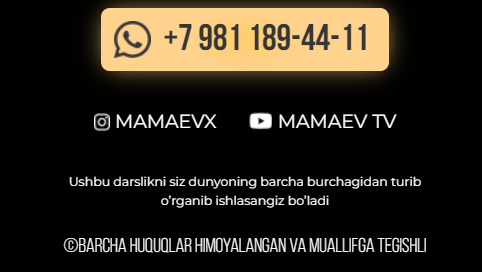 +7 981 189-44-11
MAMAEVX MAMAEV TV
Ushbu darslikni siz dunyoning barcha burchagidan turib
o'rganib ishlasangiz bo'ladi
©BARCHA HUQUQLAR HIMOYALANGAN VA MUALLIFGA TEGISHLI